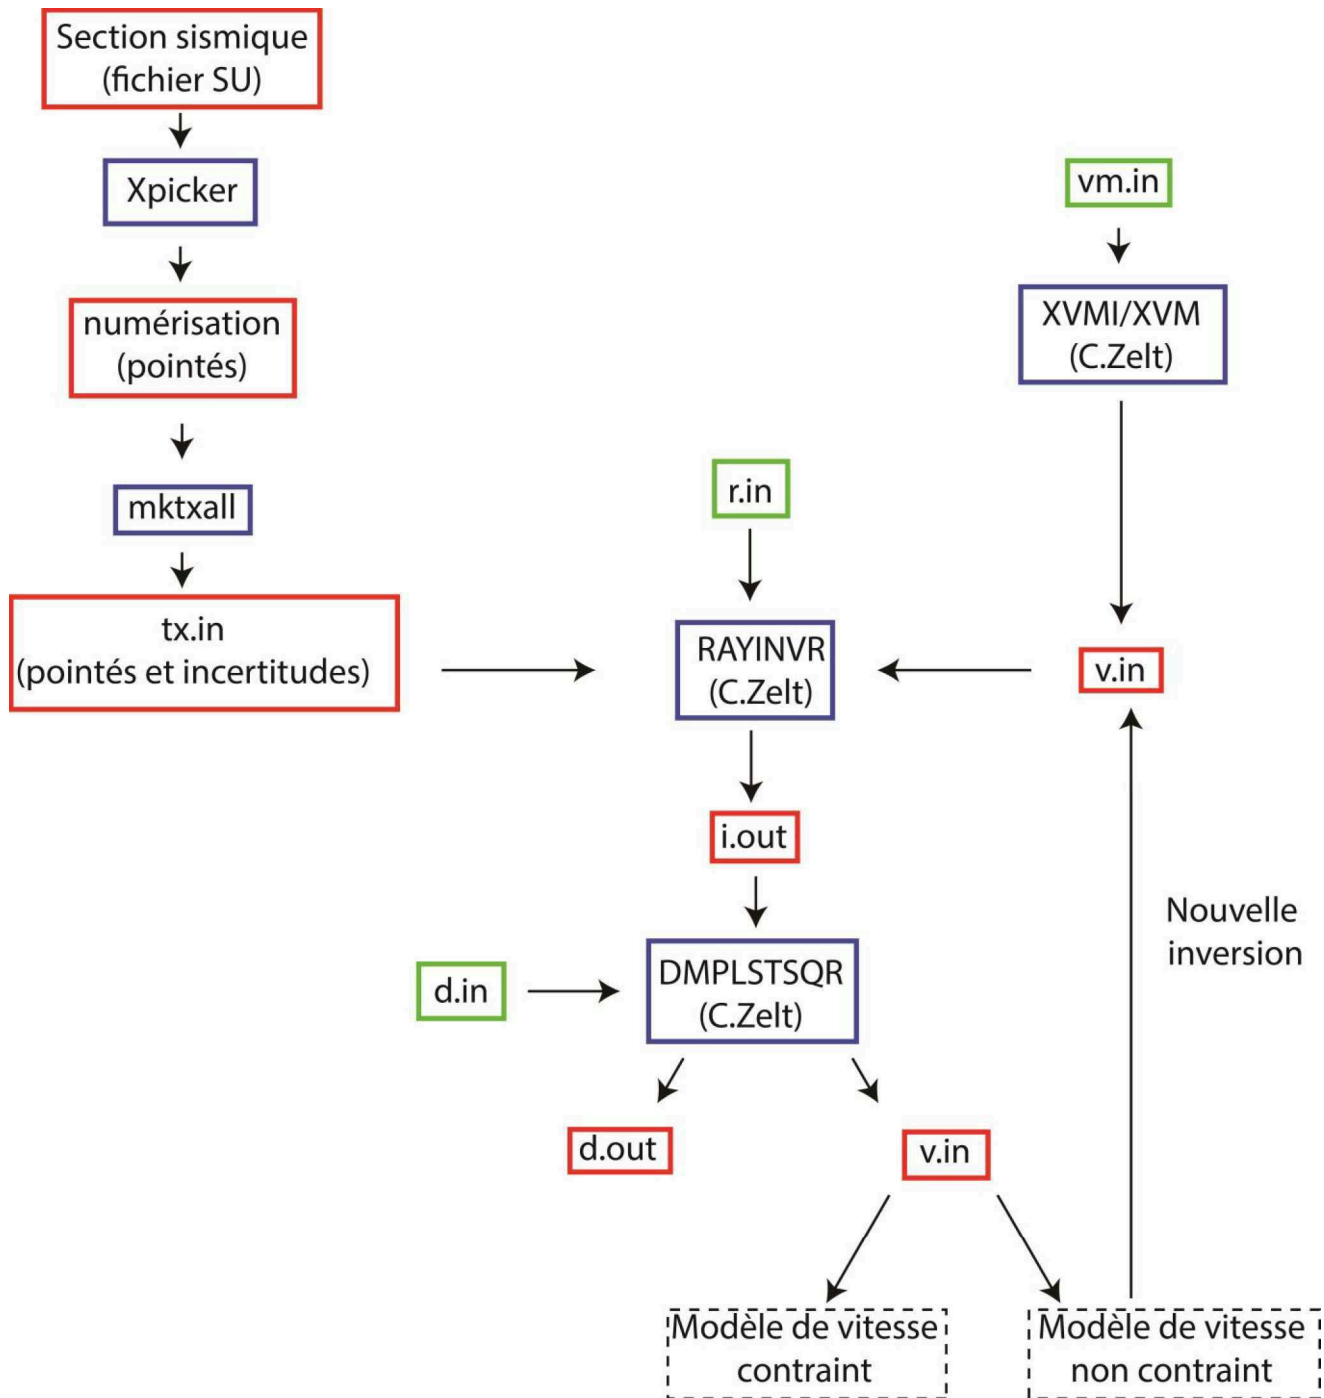 Section sismique
(fichier SU)
Xpicker
numérisation
(pointés)
mktxall
tx.in
(pointés et incertitudes)
vm.in
XVMI/XVM
(C.Zelt)
r.in
RAYINVR
(C.Zelt)
v.in
i.out
Nouvelle
inversion
d.in
DMPLSTSQR
(C.Zelt)
d.out
v.in
Modèle de vitesse
contraint
Modèle de vitesse
non contraint